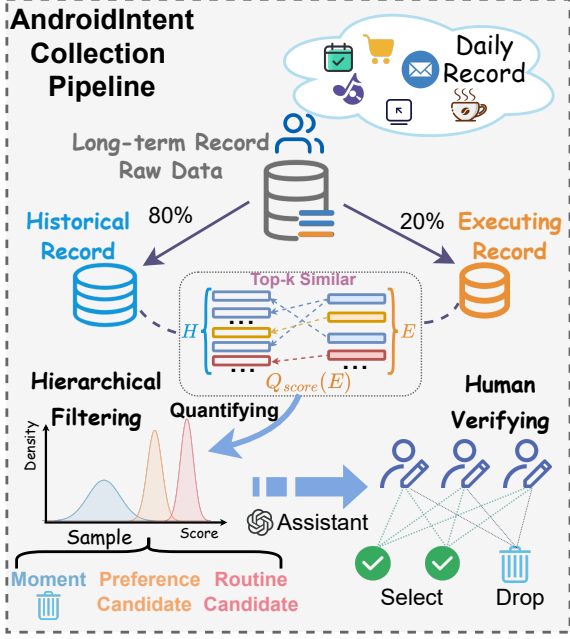 AndroidIntent
Collection
Pipeline
Daily
Record
Long-term Record
Raw Data
80%
20%
Historical
Record
Executing
Record
Top-k Similar
H
E
...
...
...
...
Q_score(E)
Hierarchical
Filtering
Quantifying
Human
Verifying
Density
Sample
Score
Assistant
Moment
Preference
Candidate
Routine
Candidate
Select
Drop